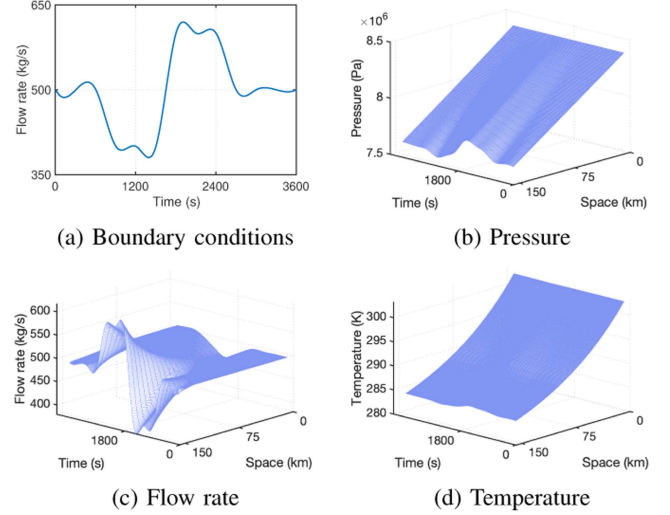 650
500
350
Flow rate (kg/s)
0
1200
2400
3600
Time (s)
(a) Boundary conditions
×10⁶
8.5
8
7.5
Pressure (Pa)
1800
0
Time (s)
150
75
0
Space (km)
(b) Pressure
600
550
500
450
400
Flow rate (kg/s)
1800
0
Time (s)
150
75
0
Space (km)
(c) Flow rate
300
295
290
285
280
Temperature (K)
1800
0
Time (s)
150
75
0
Space (km)
(d) Temperature